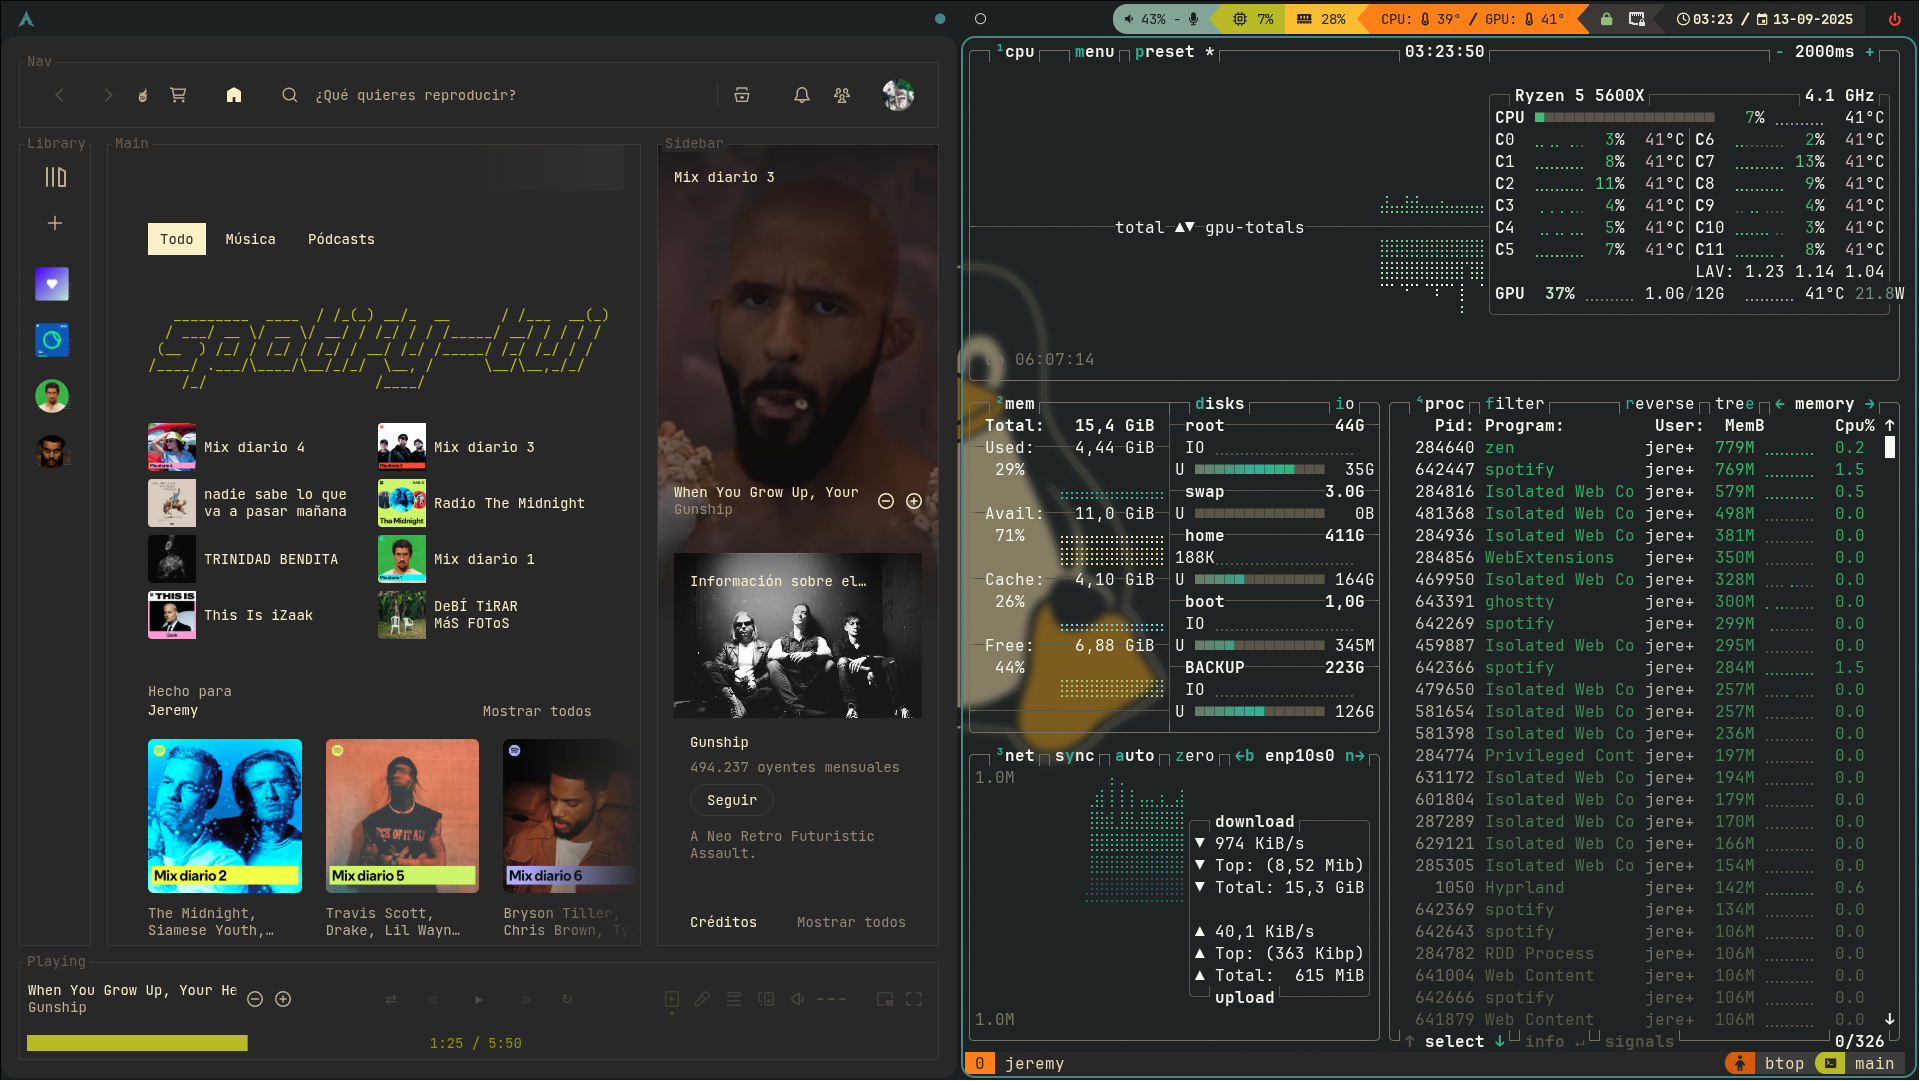 43% -
7%
28%
CPU: 39° / GPU: 41°
03:23 / 13-09-2025
Nav
¿Qué quieres reproducir?
Library
Main
Todo
Música
Pódcasts
Mix diario 4
Mix diario 3
nadie sabe lo que
va a pasar mañana
Radio The Midnight
TRINIDAD BENDITA
Mix diario 1
This Is iZaak
DeBÍ TiRAR
MáS FOToS
Hecho para
Jeremy
Mostrar todos
Mix diario 2
Mix diario 5
Mix diario 6
The Midnight,
Siamese Youth,…
Travis Scott,
Drake, Lil Wayn…
Bryson Tiller,
Chris Brown, Ty…
Sidebar
Mix diario 3
When You Grow Up, Your
Gunship
Información sobre el…
Gunship
494.237 oyentes mensuales
Seguir
A Neo Retro Futuristic
Assault.
Créditos
Mostrar todos
Playing
When You Grow Up, Your He
Gunship
1:25 / 5:50
¹cpu menu preset * 03:23:50 - 2000ms +
Ryzen 5 5600X 4.1 GHz
CPU 7% 41°C
C0 3% 41°C C6 2% 41°C
C1 8% 41°C C7 13% 41°C
C2 11% 41°C C8 9% 41°C
C3 4% 41°C C9 4% 41°C
C4 5% 41°C C10 3% 41°C
C5 7% 41°C C11 8% 41°C
LAV: 1.23 1.14 1.04
GPU 37% 1.0G/12G 41°C 21.8W
total ▲▼ gpu-totals
up 06:07:14
²mem
Total: 15,4 GiB
Used: 4,44 GiB
29%
Avail: 11,0 GiB
71%
Cache: 4,10 GiB
26%
Free: 6,88 GiB
44%
disks io
root 44G
IO
U 35G
swap 3.0G
U 0B
home 411G
188K
U 164G
boot 1,0G
IO
U 345M
BACKUP 223G
IO
U 126G
³net sync auto zero ←b enp10s0 n→
1.0M
download
▼ 974 KiB/s
▼ Top: (8,52 Mib)
▼ Total: 15,3 GiB
▲ 40,1 KiB/s
▲ Top: (363 Kibp)
▲ Total: 615 MiB
upload
1.0M
⁴proc filter reverse tree ← memory →
Pid: Program: User: MemB Cpu% ↑
284640 zen jere+ 779M 0.2
642447 spotify jere+ 769M 1.5
284816 Isolated Web Co jere+ 579M 0.5
481368 Isolated Web Co jere+ 498M 0.0
284936 Isolated Web Co jere+ 381M 0.0
284856 WebExtensions jere+ 350M 0.0
469950 Isolated Web Co jere+ 328M 0.0
643391 ghostty jere+ 300M 0.0
642269 spotify jere+ 299M 0.0
459887 Isolated Web Co jere+ 295M 0.0
642366 spotify jere+ 284M 1.5
479650 Isolated Web Co jere+ 257M 0.0
581654 Isolated Web Co jere+ 257M 0.0
581398 Isolated Web Co jere+ 236M 0.0
284774 Privileged Cont jere+ 197M 0.0
631172 Isolated Web Co jere+ 194M 0.0
601804 Isolated Web Co jere+ 179M 0.0
287289 Isolated Web Co jere+ 170M 0.0
629121 Isolated Web Co jere+ 166M 0.0
285305 Isolated Web Co jere+ 154M 0.0
1050 Hyprland jere+ 142M 0.6
642369 spotify jere+ 134M 0.0
642643 spotify jere+ 106M 0.0
284782 RDD Process jere+ 106M 0.0
641004 Web Content jere+ 106M 0.0
642666 spotify jere+ 106M 0.0
641879 Web Content jere+ 106M 0.0 ↓
↑ select ↓ info ↵ signals 0/326
0 jeremy
btop
main